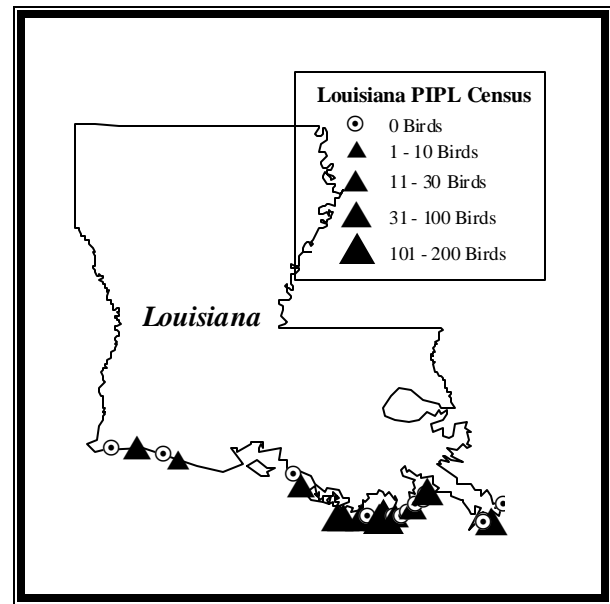 Louisiana PIPL Census
0 Birds
1 - 10 Birds
11 - 30 Birds
31 - 100 Birds
101 - 200 Birds
Louisiana